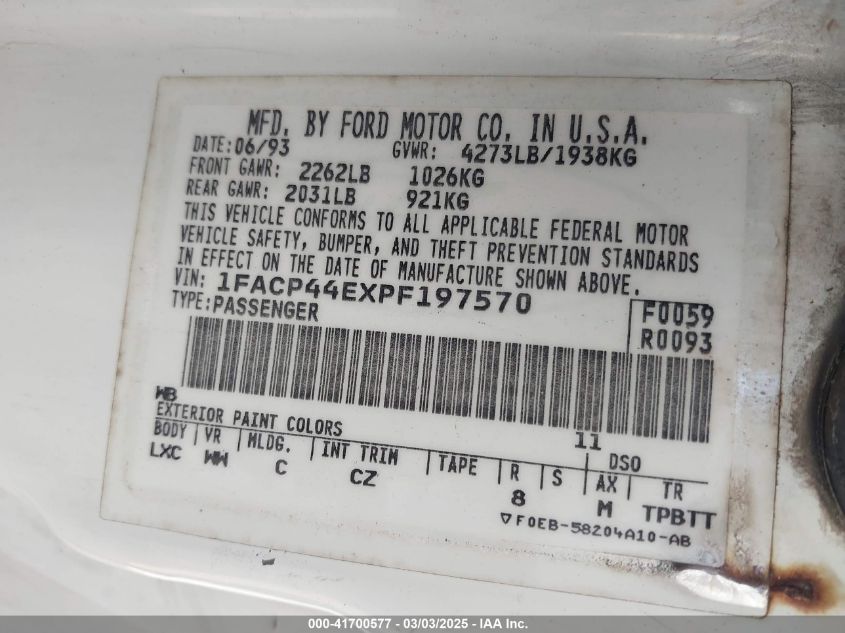 MFD. BY FORD MOTOR CO. IN U.S.A.
DATE: 06/93 GVWR: 4273LB/1938KG
FRONT GAWR: 2262LB 1026KG
REAR GAWR: 2031LB 921KG
THIS VEHICLE CONFORMS TO ALL APPLICABLE FEDERAL MOTOR
VEHICLE SAFETY, BUMPER, AND THEFT PREVENTION STANDARDS
IN EFFECT ON THE DATE OF MANUFACTURE SHOWN ABOVE.
VIN: 1FACP44EXPF197570
TYPE: PASSENGER
F0059
R0093
WB
EXTERIOR PAINT COLORS 11 DSO
BODY VR MLDG. INT TRIM TAPE R S AX TR
LXC WW C CZ 8 M TPBTT
▽F0EB-58204A10-AB
000-41700577 - 03/03/2025 - IAA Inc.